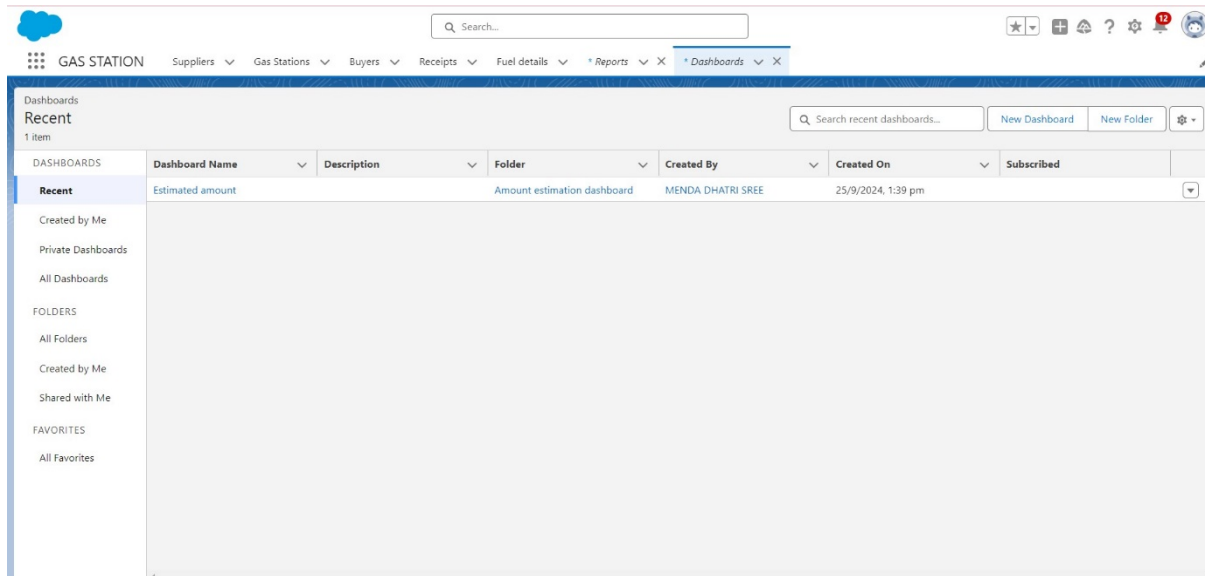 Search...
12
GAS STATION Suppliers Gas Stations Buyers Receipts Fuel details * Reports * Dashboards
Dashboards
Recent
1 item
Search recent dashboards... New Dashboard New Folder
DASHBOARDS
Recent
Created by Me
Private Dashboards
All Dashboards
FOLDERS
All Folders
Created by Me
Shared with Me
FAVORITES
All Favorites
Dashboard Name Description Folder Created By Created On Subscribed
Estimated amount Amount estimation dashboard MENDA DHATRI SREE 25/9/2024, 1:39 pm